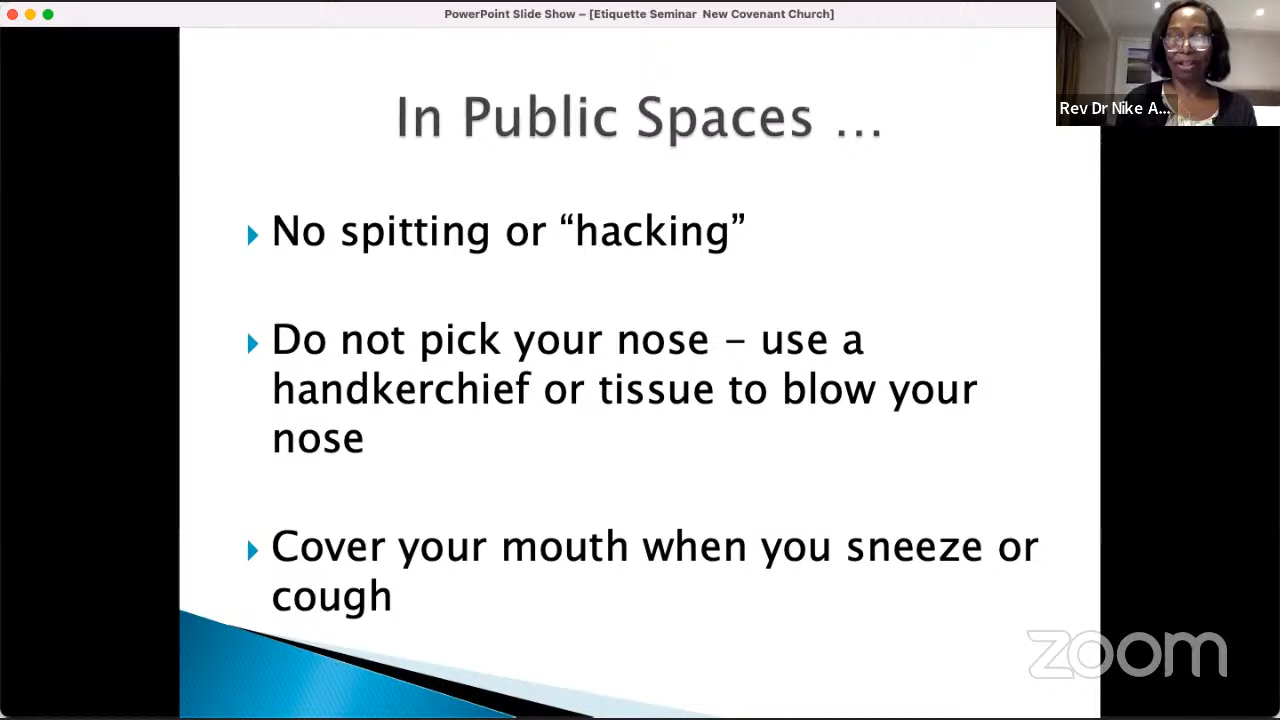 PowerPoint Slide Show – [Etiquette Seminar  New Covenant Church]
Rev Dr Nike A...
In Public Spaces ...
No spitting or “hacking”
Do not pick your nose – use a
handkerchief or tissue to blow your
nose
Cover your mouth when you sneeze or
cough
zoom